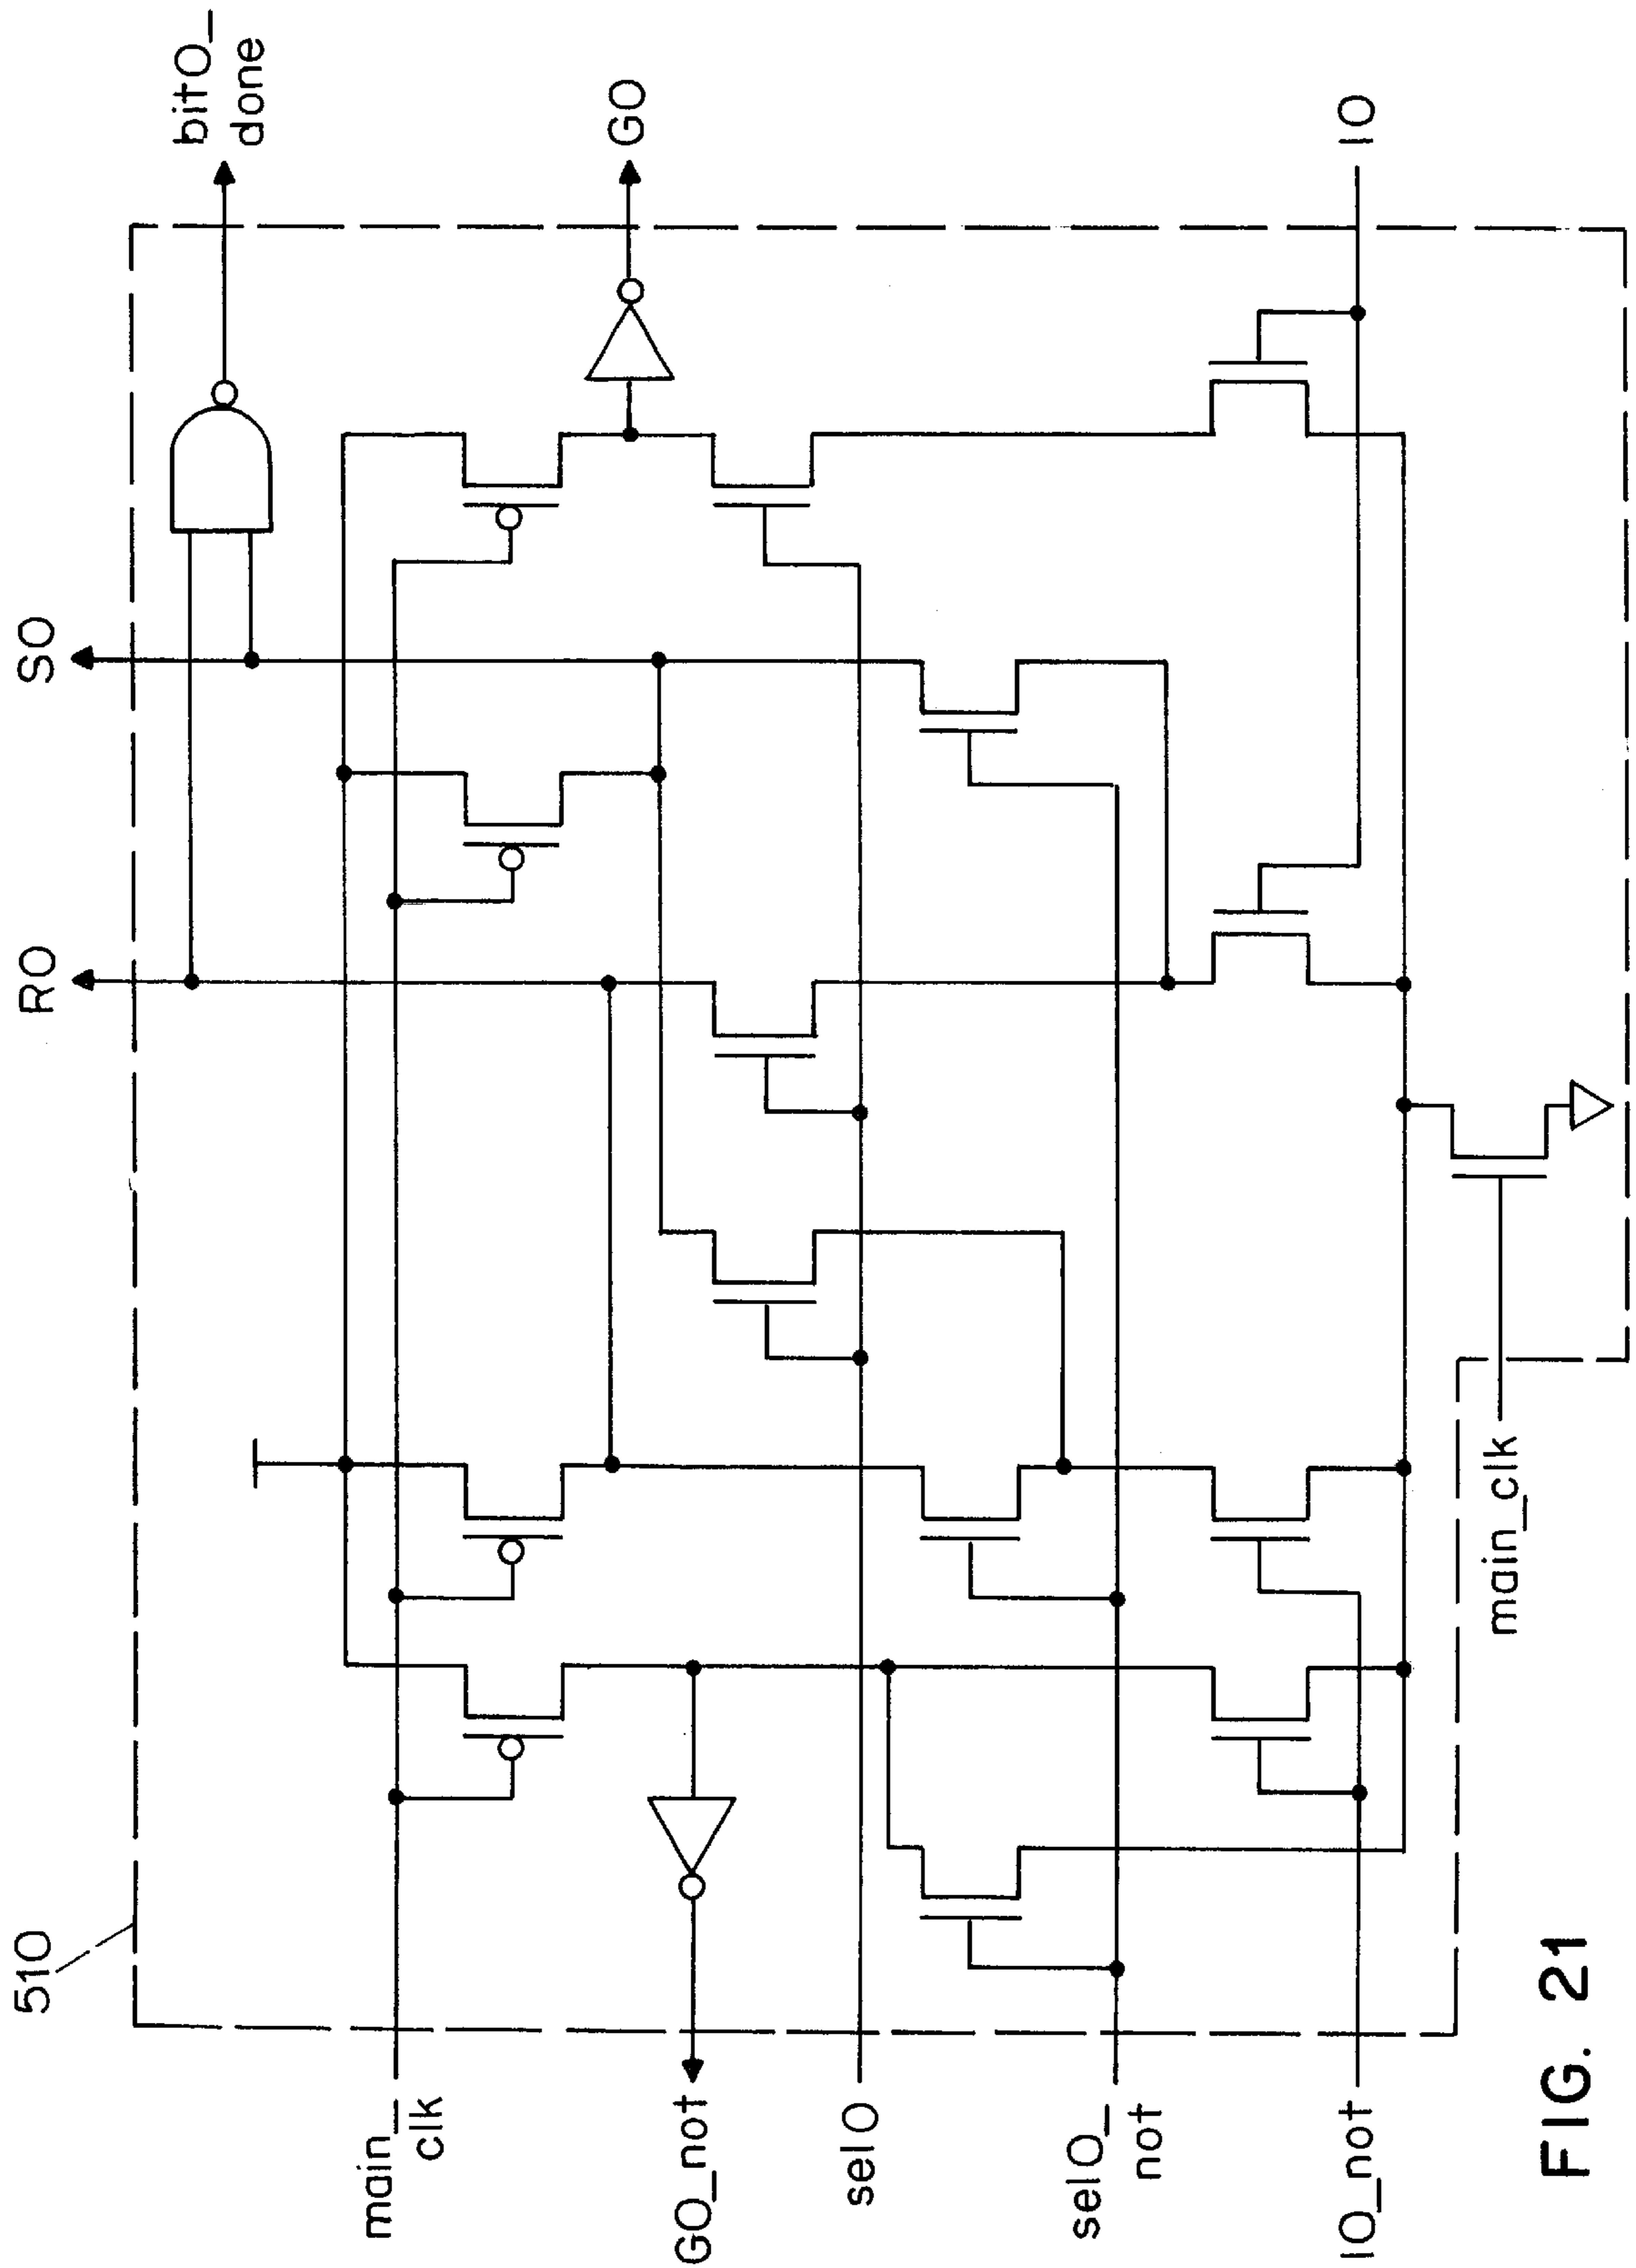 510
R0
S0
bit0_
done
main_
clk
G0
G0_not
sel0
sel0_
not
I0_not
I0
main_clk
FIG. 21